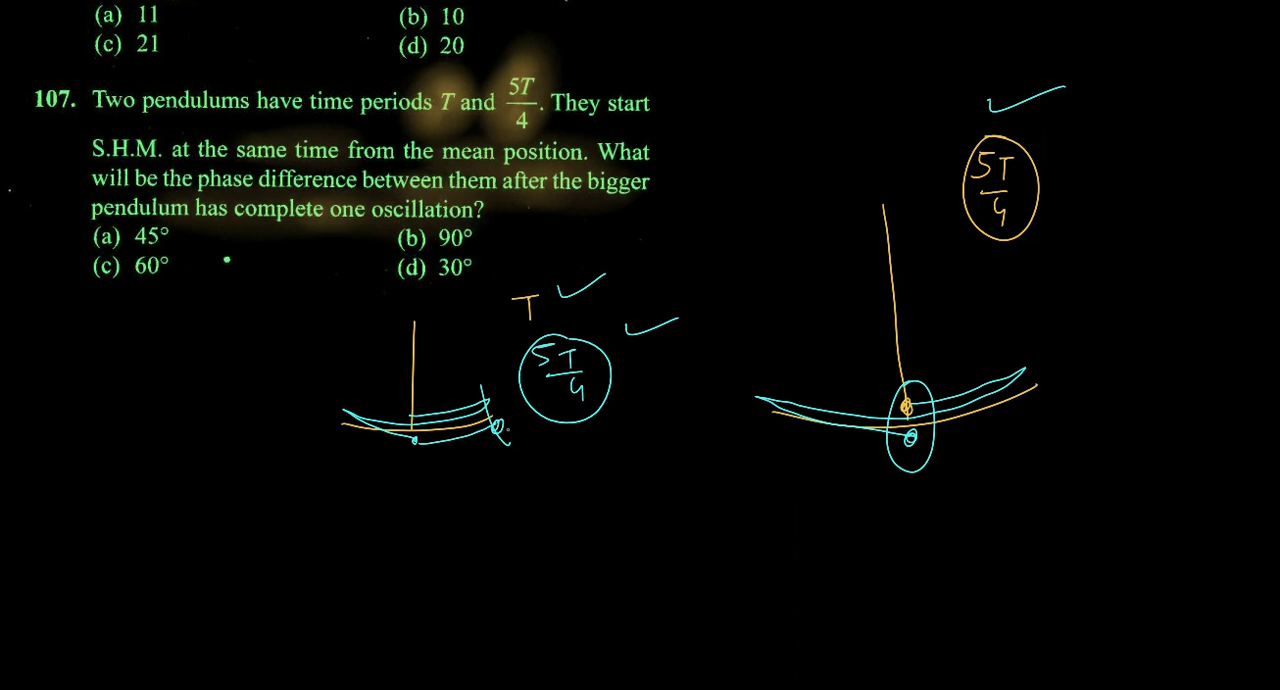 (a) 11 (b) 10
(c) 21 (d) 20
107. Two pendulums have time periods T and 5T/4. They start
S.H.M. at the same time from the mean position. What
will be the phase difference between them after the bigger
pendulum has complete one oscillation?
(a) 45° (b) 90°
(c) 60° (d) 30°
T
5T/4
5T/4